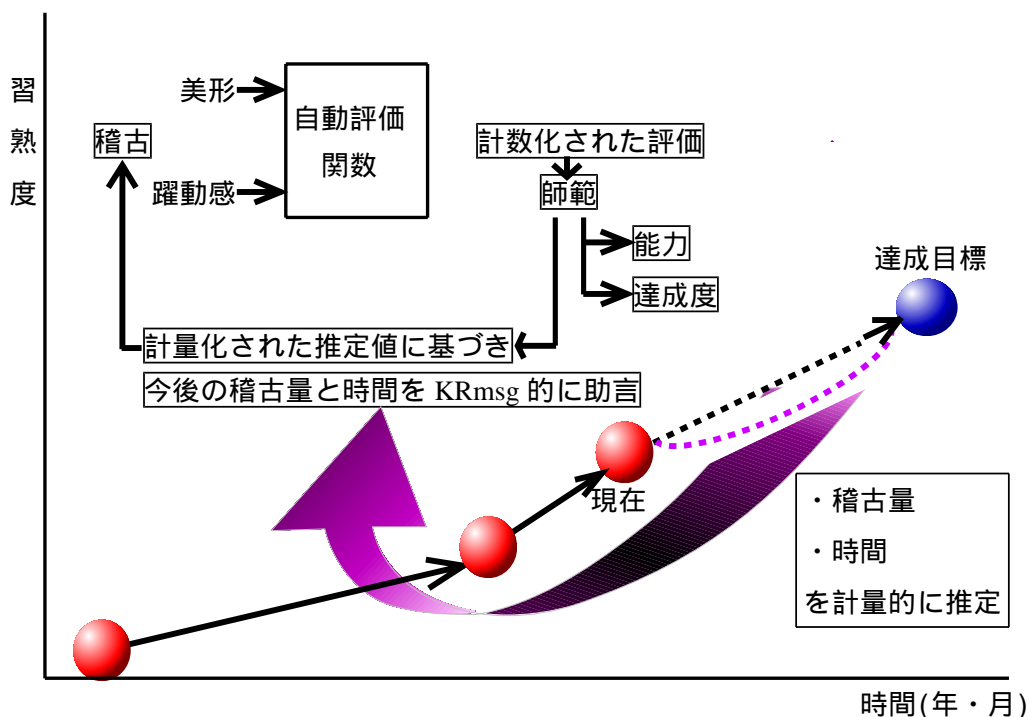 習熟度
美形
自動評価
関数
稽古
躍動感
計数化された評価
師範
能力
達成度
達成目標
計量化された推定値に基づき
今後の稽古量と時間を KRmsg 的に助言
現在
・稽古量
・時間
を計量的に推定
時間(年・月)